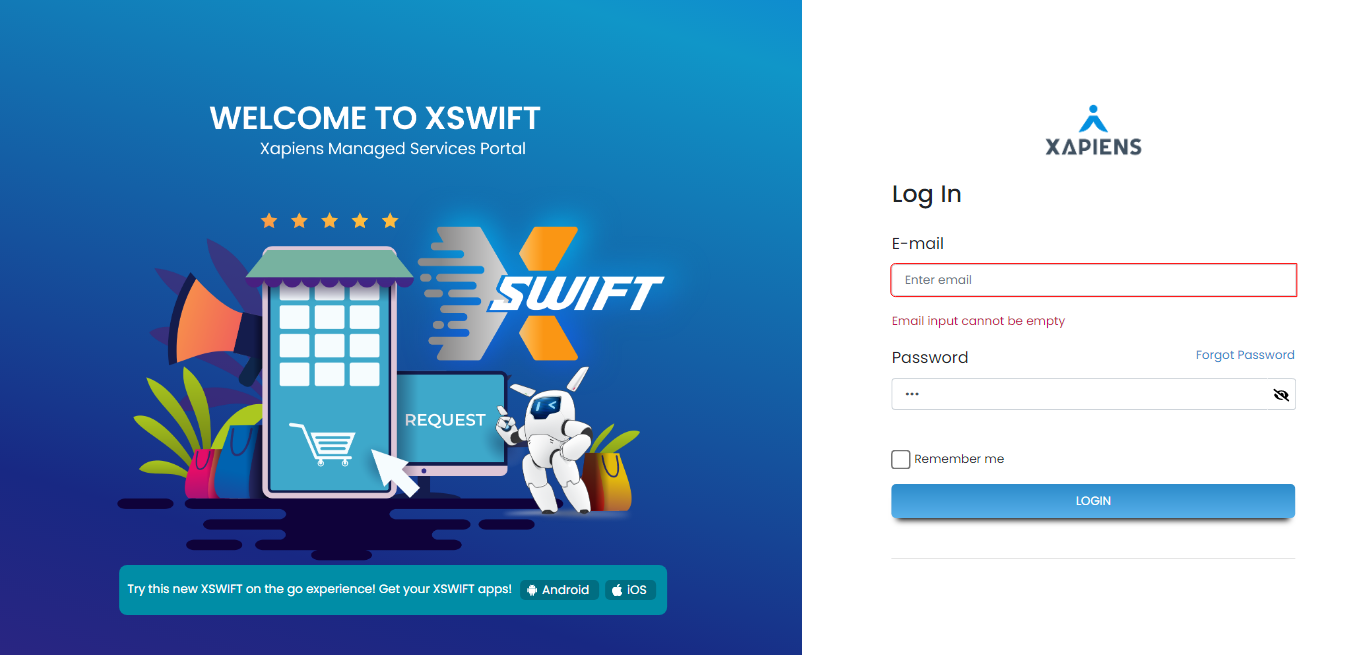 WELCOME TO XSWIFT
Xapiens Managed Services Portal
X
SWIFT
REQUEST
Try this new XSWIFT on the go experience! Get your XSWIFT apps! Android iOS
XAPIENS
Log In
E-mail
Enter email
Email input cannot be empty
Password Forgot Password
•••
Remember me
LOGIN